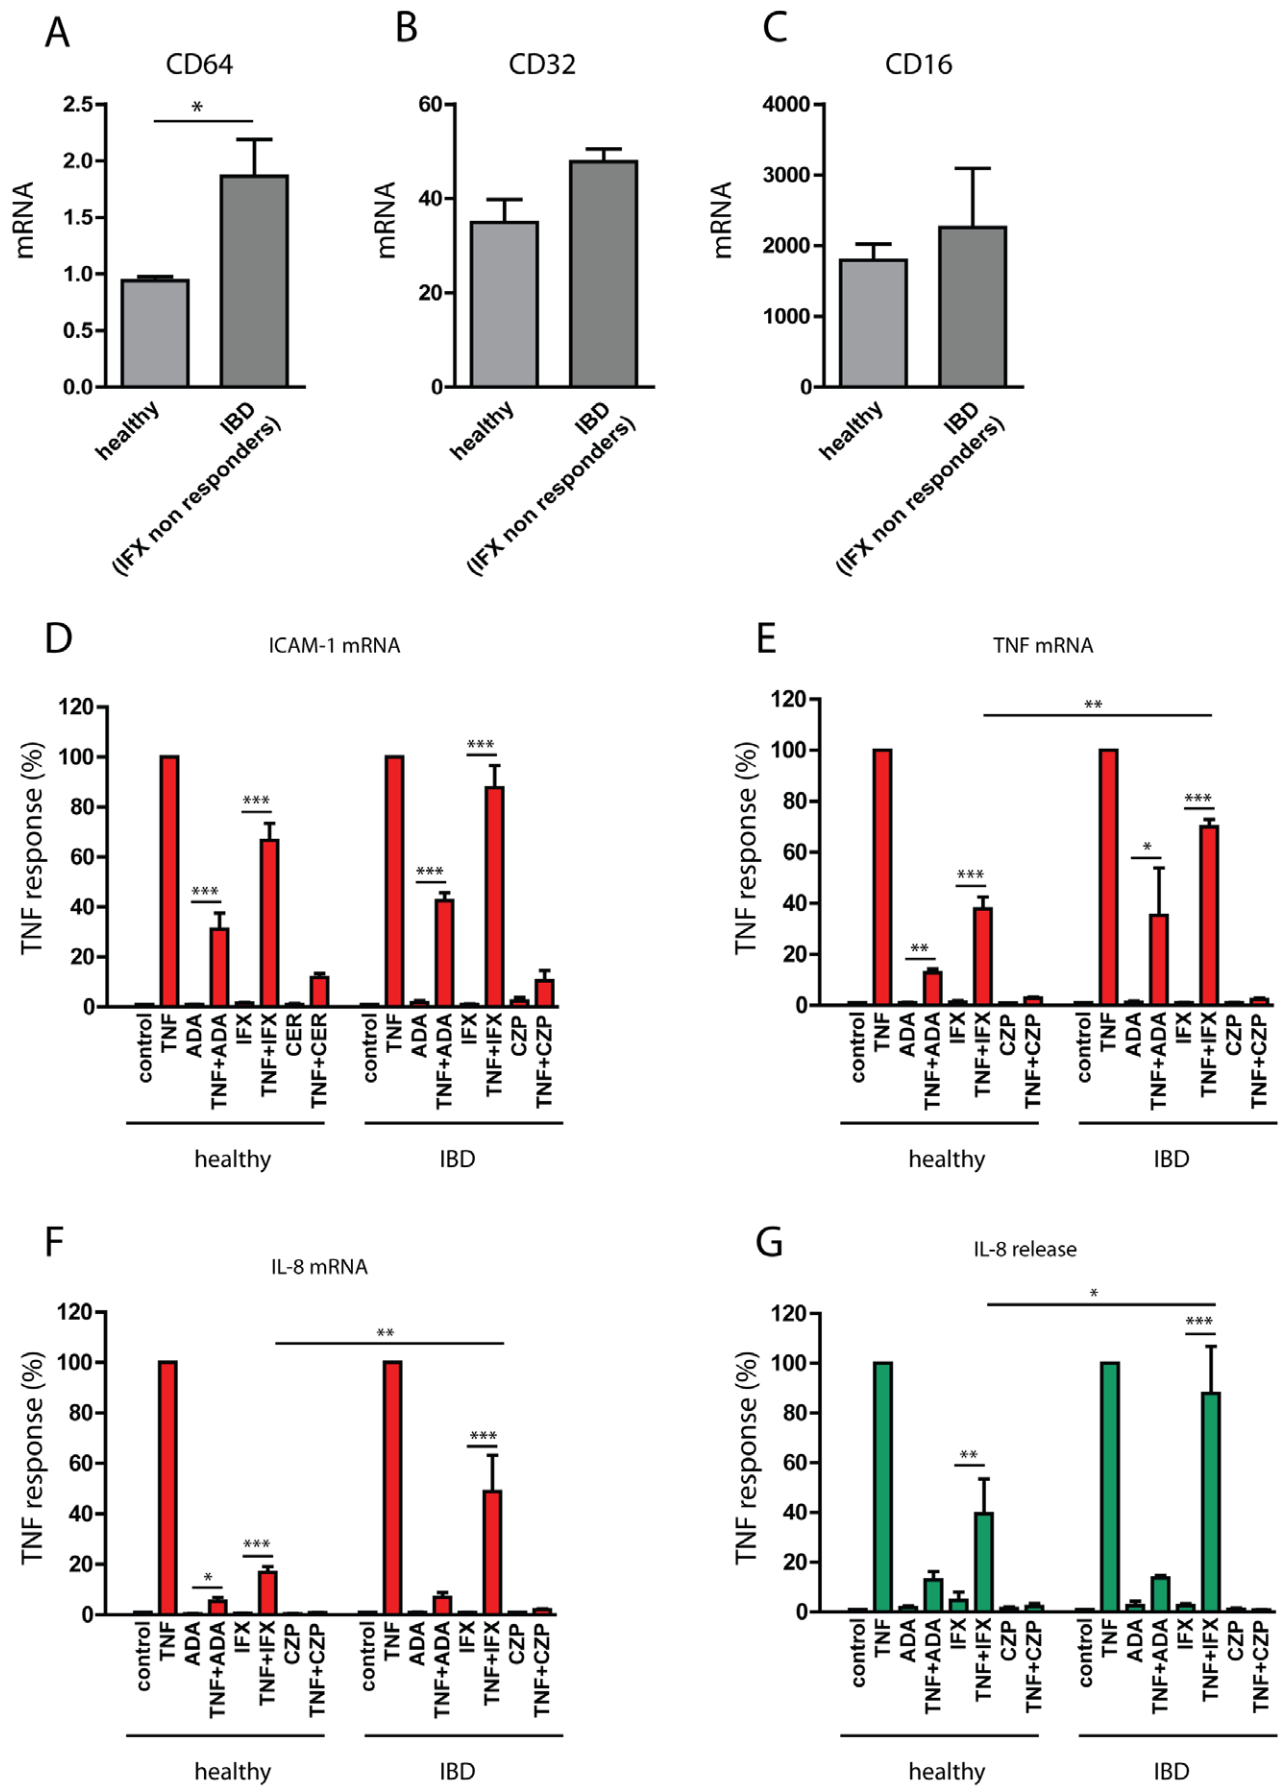 A
CD64
mRNA
2.5
2.0
1.5
1.0
0.5
0.0
*
healthy
IBD
(IFX non responders)
B
CD32
mRNA
60
40
20
0
healthy
IBD
(IFX non responders)
C
CD16
mRNA
4000
3000
2000
1000
0
healthy
IBD
(IFX non responders)
D
ICAM-1 mRNA
TNF response (%)
120
100
80
60
40
20
0
***
***
***
***
control
TNF
ADA
TNF+ADA
IFX
TNF+IFX
CER
TNF+CER
control
TNF
ADA
TNF+ADA
IFX
TNF+IFX
CZP
TNF+CZP
healthy
IBD
E
TNF mRNA
TNF response (%)
120
100
80
60
40
20
0
**
**
***
*
***
control
TNF
ADA
TNF+ADA
IFX
TNF+IFX
CZP
TNF+CZP
control
TNF
ADA
TNF+ADA
IFX
TNF+IFX
CZP
TNF+CZP
healthy
IBD
F
IL-8 mRNA
TNF response (%)
120
100
80
60
40
20
0
**
*
***
***
control
TNF
ADA
TNF+ADA
IFX
TNF+IFX
CZP
TNF+CZP
control
TNF
ADA
TNF+ADA
IFX
TNF+IFX
CZP
TNF+CZP
healthy
IBD
G
IL-8 release
TNF response (%)
120
100
80
60
40
20
0
*
**
***
control
TNF
ADA
TNF+ADA
IFX
TNF+IFX
CZP
TNF+CZP
control
TNF
ADA
TNF+ADA
IFX
TNF+IFX
CZP
TNF+CZP
healthy
IBD